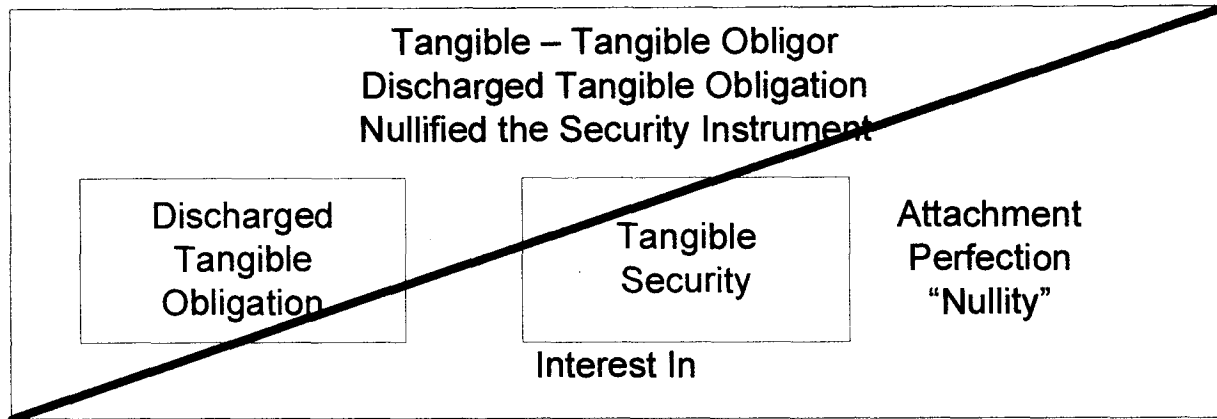 Tangible – Tangible Obligor
Discharged Tangible Obligation
Nullified the Security Instrument
Discharged
Tangible
Obligation
Tangible
Security
Attachment
Perfection
“Nullity”
Interest In